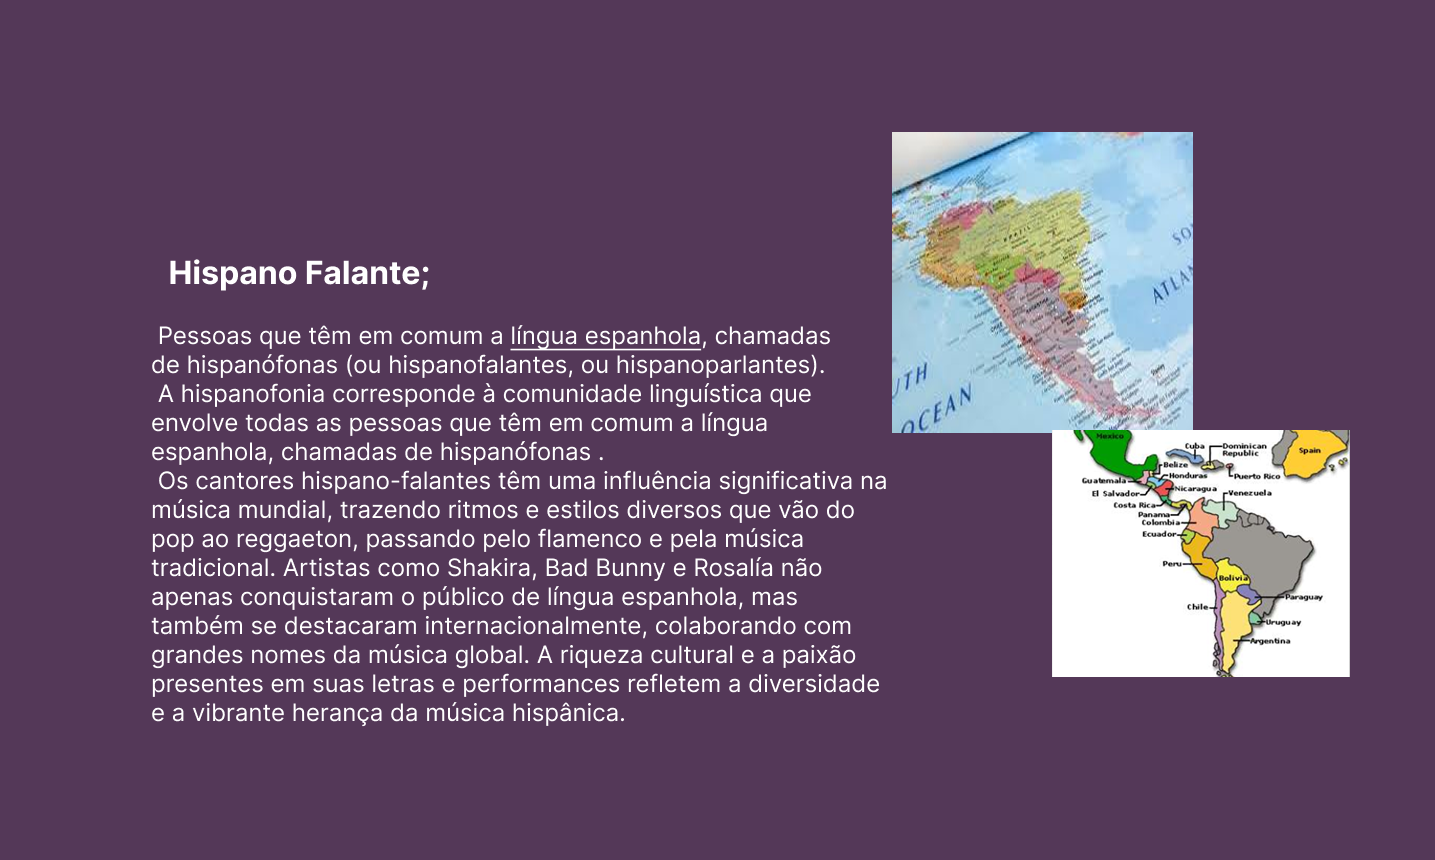 Hispano Falante;
Pessoas que têm em comum a língua espanhola, chamadas
de hispanófonas (ou hispanofalantes, ou hispanoparlantes).
A hispanofonia corresponde à comunidade linguística que
envolve todas as pessoas que têm em comum a língua
espanhola, chamadas de hispanófonas .
Os cantores hispano-falantes têm uma influência significativa na
música mundial, trazendo ritmos e estilos diversos que vão do
pop ao reggaeton, passando pelo flamenco e pela música
tradicional. Artistas como Shakira, Bad Bunny e Rosalía não
apenas conquistaram o público de língua espanhola, mas
também se destacaram internacionalmente, colaborando com
grandes nomes da música global. A riqueza cultural e a paixão
presentes em suas letras e performances refletem a diversidade
e a vibrante herança da música hispânica.
BRAZIL
SO
ATLAN
UTH
OCEAN
Mexico
Cuba
Dominican
Republic
Spain
Belize
Honduras
Puerto Rico
Guatemala
Nicaragua
El Salvador
Venezuela
Costa Rica
Panama
Colombia
Ecuador
Peru
Bolivia
Paraguay
Chile
Uruguay
Argentina